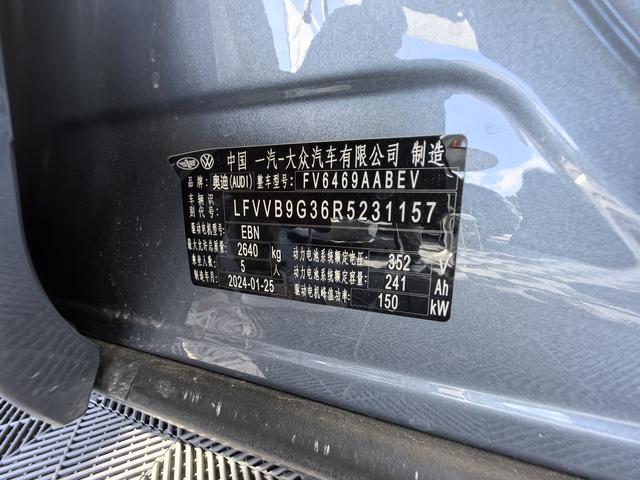 中国 一汽-大众汽车有限公司 制造
品牌: 奥迪(AUDI) 整车型号: FV6469AABEV
车辆识别代号: LFVVB9G36R5231157
驱动电机型号: EBN
最大允许总质量: 2640 kg 动力电池系统额定电压: 352 V
乘坐人数: 5 人 动力电池系统额定容量: 241 Ah
制造年月: 2024-01-25 驱动电机峰值功率: 150 kW